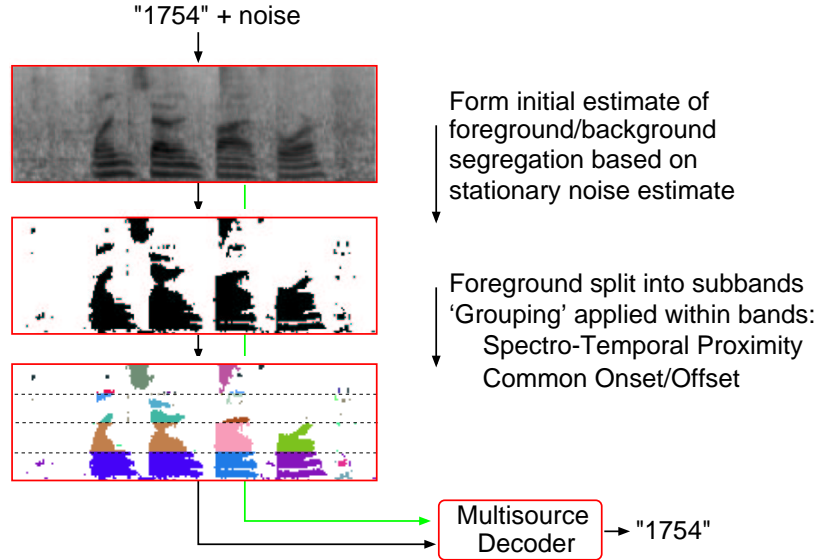 "1754" + noise
Form initial estimate of
foreground/background
segregation based on
stationary noise estimate
Foreground split into subbands
‘Grouping’ applied within bands:
Spectro-Temporal Proximity
Common Onset/Offset
Multisource
Decoder
"1754"